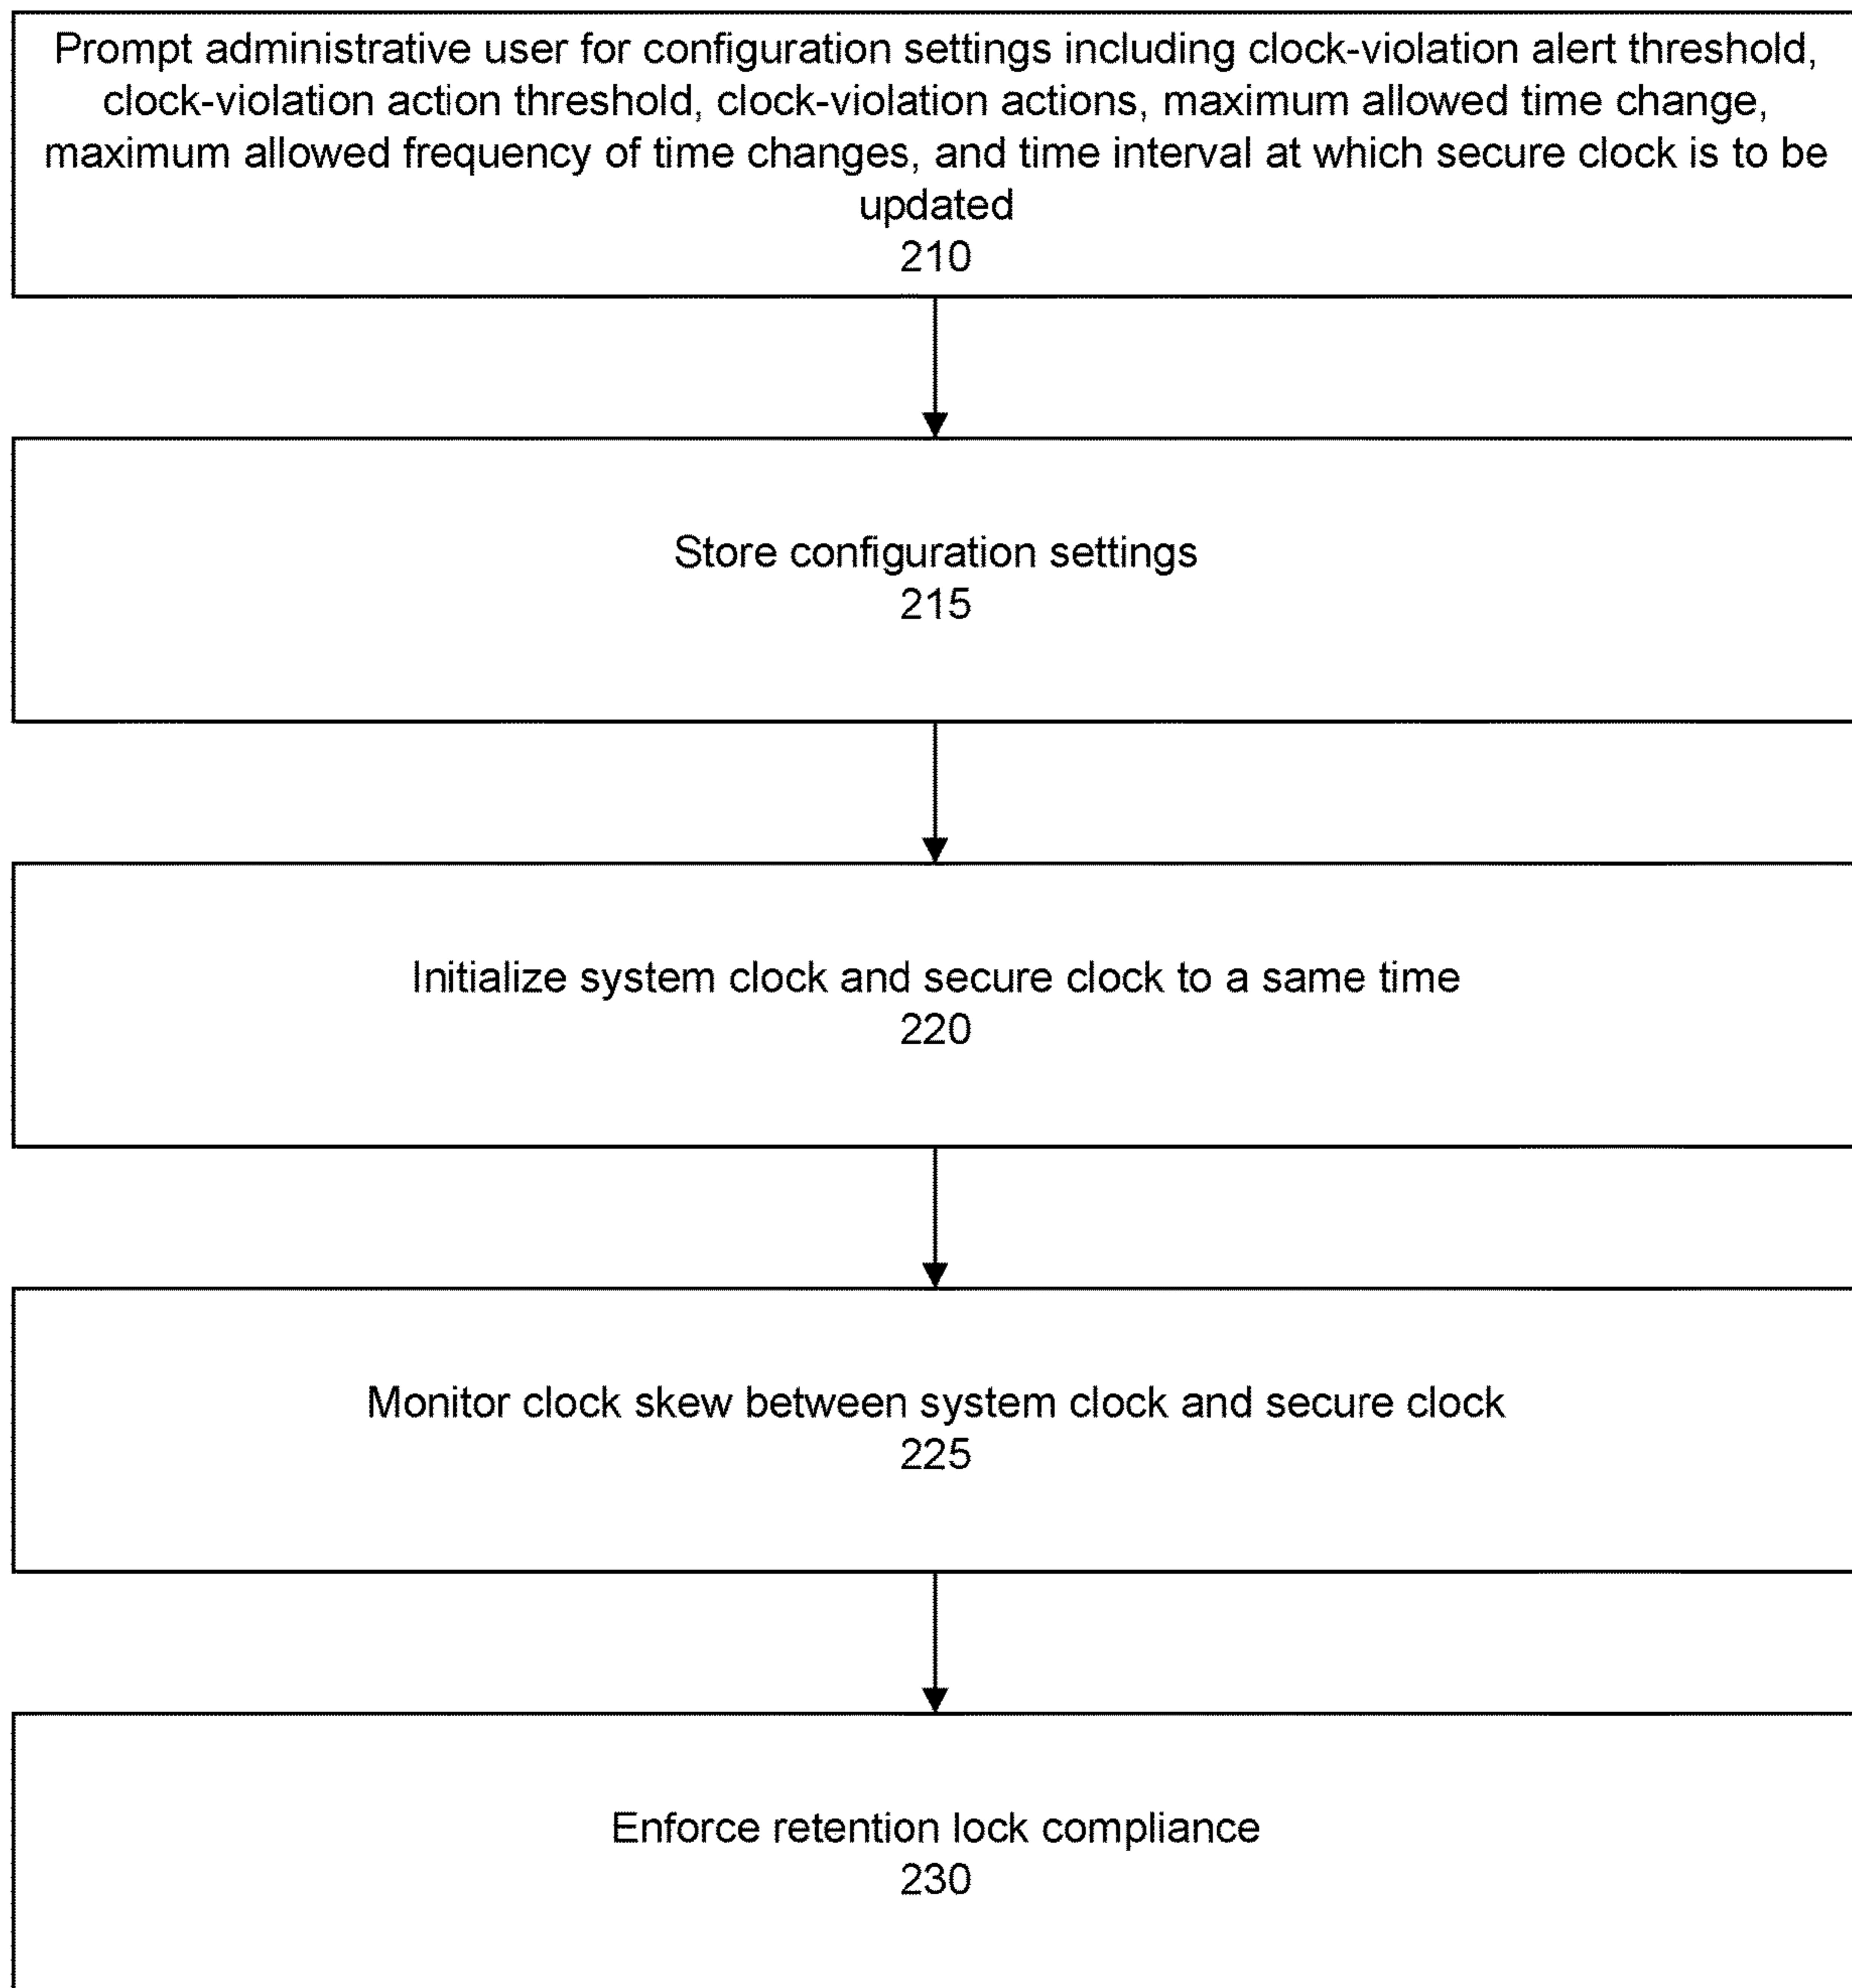 Prompt administrative user for configuration settings including clock-violation alert threshold,
clock-violation action threshold, clock-violation actions, maximum allowed time change,
maximum allowed frequency of time changes, and time interval at which secure clock is to be
updated
210
Store configuration settings
215
Initialize system clock and secure clock to a same time
220
Monitor clock skew between system clock and secure clock
225
Enforce retention lock compliance
230